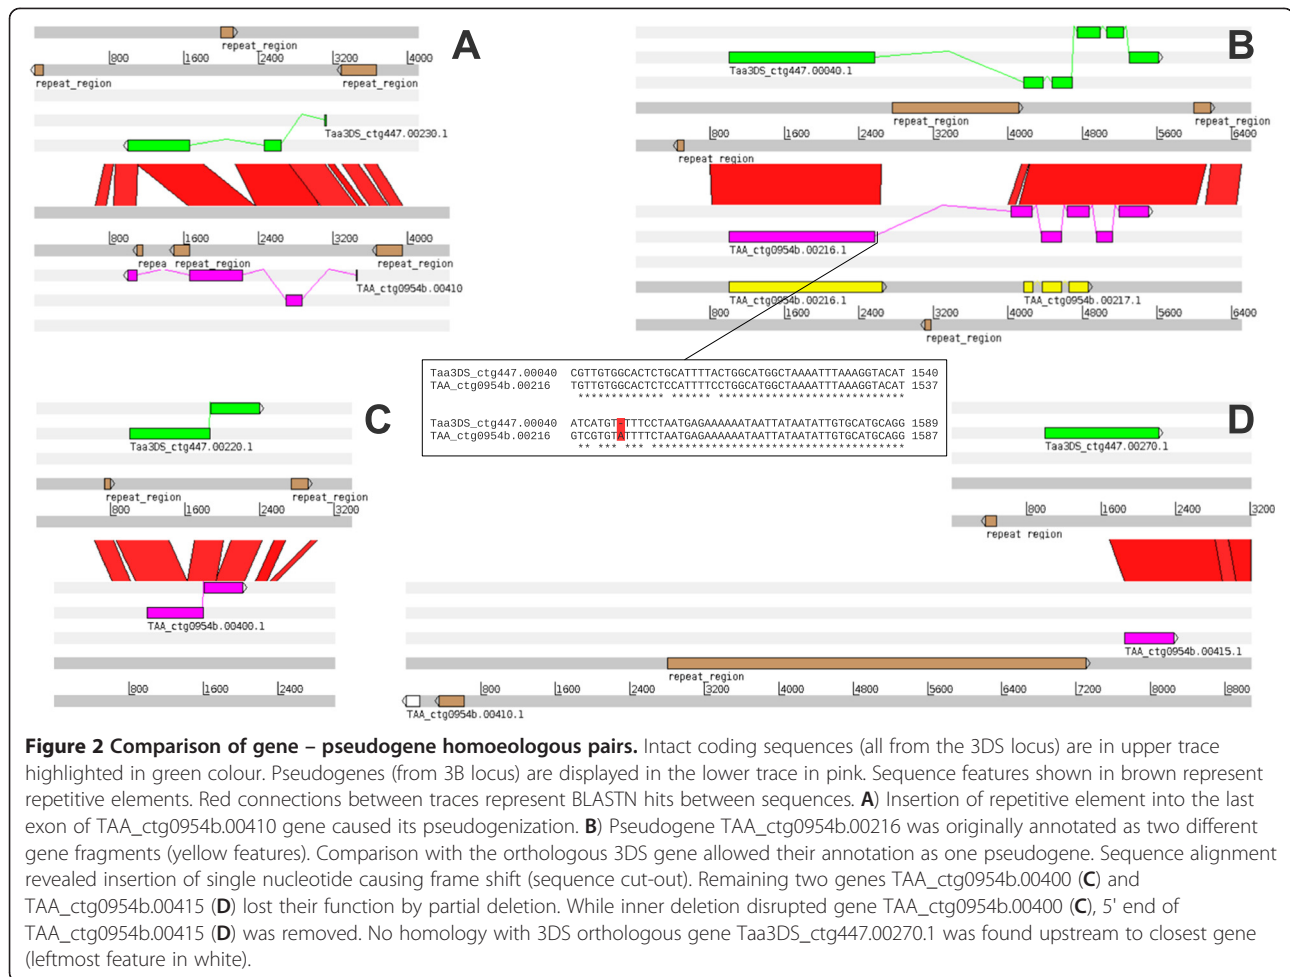 A
repeat_region
800 1600 2400 3200 4000
repeat_region repeat_region
Taa3DS_ctg447.00230.1
800 1600 2400 3200 4000
repea repeat_region repeat_region
TAA_ctg0954b.00410
B
Taa3DS_ctg447.00040.1
repeat_region repeat_region
800 1600 2400 3200 4000 4800 5600 6400
repeat region
TAA_ctg0954b.00216.1
TAA_ctg0954b.00216.1 TAA_ctg0954b.00217.1
800 1600 2400 3200 4000 4800 5600 6400
repeat_region
Taa3DS_ctg447.00040 CGTTGTGGCACTCTGCATTTTACTGGCATGGCTAAAATTTAAAGGTACAT 1540
TAA_ctg0954b.00216 TGTTGTGGCACTCTCCATTTTCCTGGCATGGCTAAAATTTAAAGGTACAT 1537
************* ****** ****************************
Taa3DS_ctg447.00040 ATCATGT-TTTCCTAATGAGAAAAAATAATTATAATATTGTGCATGCAGG 1589
TAA_ctg0954b.00216 GTCGTGTATTTTCTAATGAGAAAAAATAATTATAATATTGTGCATGCAGG 1587
** *** *** **************************************
C
Taa3DS_ctg447.00220.1
repeat_region repeat_region
800 1600 2400 3200
TAA_ctg0954b.00400.1
800 1600 2400
D
Taa3DS_ctg447.00270.1
800 1600 2400 3200
repeat region
TAA_ctg0954b.00415.1
repeat_region
800 1600 2400 3200 4000 4800 5600 6400 7200 8000 8800
TAA_ctg0954b.00410.1
Figure 2 Comparison of gene – pseudogene homoeologous pairs. Intact coding sequences (all from the 3DS locus) are in upper trace
highlighted in green colour. Pseudogenes (from 3B locus) are displayed in the lower trace in pink. Sequence features shown in brown represent
repetitive elements. Red connections between traces represent BLASTN hits between sequences. A) Insertion of repetitive element into the last
exon of TAA_ctg0954b.00410 gene caused its pseudogenization. B) Pseudogene TAA_ctg0954b.00216 was originally annotated as two different
gene fragments (yellow features). Comparison with the orthologous 3DS gene allowed their annotation as one pseudogene. Sequence alignment
revealed insertion of single nucleotide causing frame shift (sequence cut-out). Remaining two genes TAA_ctg0954b.00400 (C) and
TAA_ctg0954b.00415 (D) lost their function by partial deletion. While inner deletion disrupted gene TAA_ctg0954b.00400 (C), 5' end of
TAA_ctg0954b.00415 (D) was removed. No homology with 3DS orthologous gene Taa3DS_ctg447.00270.1 was found upstream to closest gene
(leftmost feature in white).